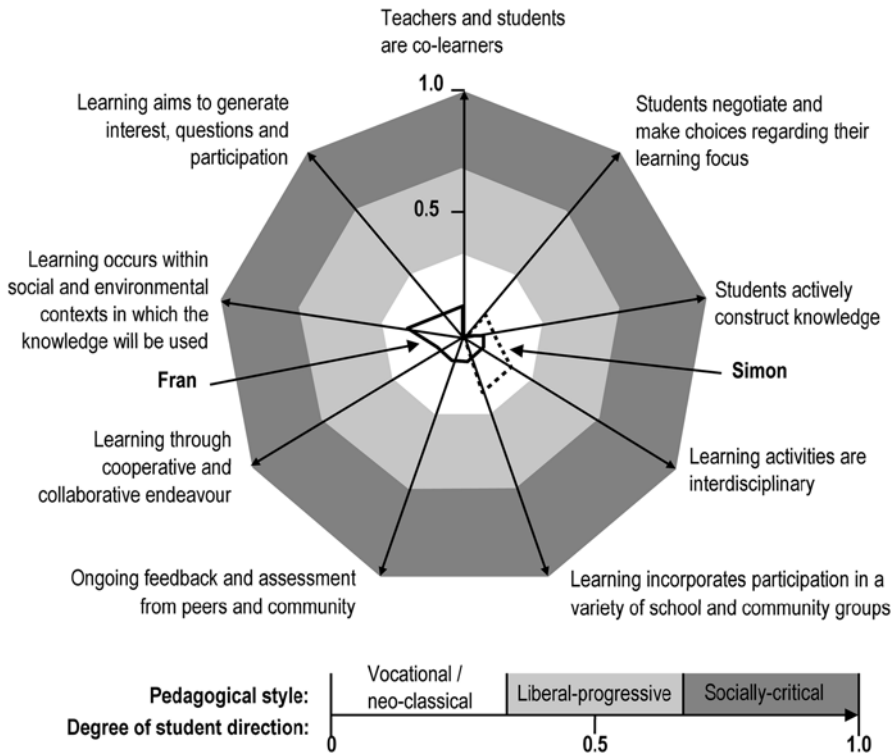 Teachers and students
are co-learners
1.0
Learning aims to generate
interest, questions and
participation
Students negotiate and
make choices regarding their
learning focus
0.5
Learning occurs within
social and environmental
contexts in which the
knowledge will be used
Students actively
construct knowledge
Fran
Simon
Learning through
cooperative and
collaborative endeavour
Learning activities are
interdisciplinary
Ongoing feedback and assessment
from peers and community
Learning incorporates participation in a
variety of school and community groups
Pedagogical style:
Vocational /
neo-classical
Liberal-progressive
Socially-critical
Degree of student direction:
0
0.5
1.0